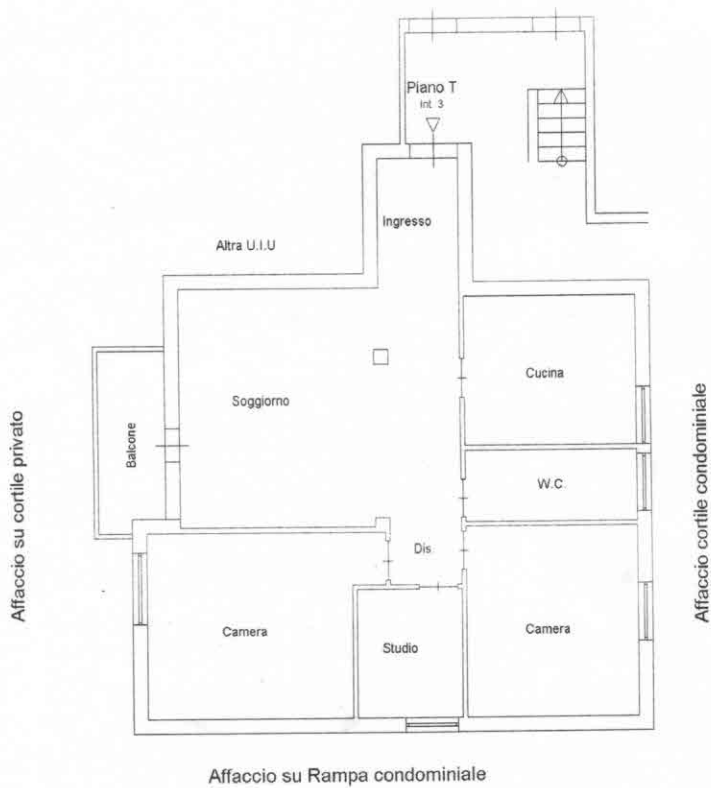 Piano T
Int. 3
Ingresso
Altra U.I.U
Cucina
Soggiorno
Balcone
W.C.
Dis.
Camera
Studio
Camera
Affaccio su cortile privato
Affaccio cortile condominiale
Affaccio su Rampa condominiale